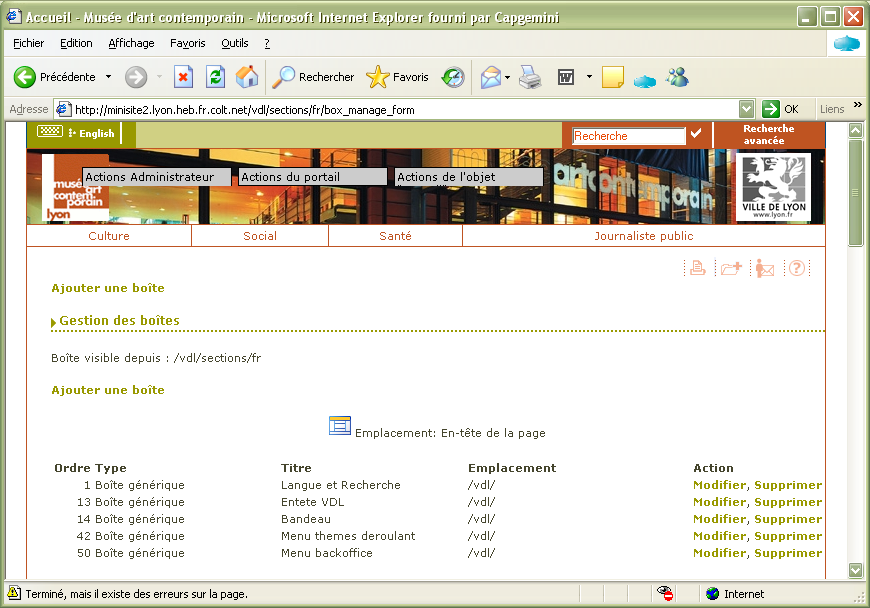 Accueil - Musée d'art contemporain - Microsoft Internet Explorer fourni par Capgemini
Fichier Edition Affichage Favoris Outils ?
Précédente Rechercher Favoris
Adresse http://minisite2.lyon.heb.fr.colt.net/vdl/sections/fr/box_manage_form OK Liens »
English Recherche Recherche avancée
Actions Administrateur Actions du portail Actions de l'objet
musée art contemporain lyon
art contemporain
VILLE DE LYON
www.lyon.fr
Culture Social Santé Journaliste public
Ajouter une boîte
Gestion des boîtes
Boîte visible depuis : /vdl/sections/fr
Ajouter une boîte
Emplacement: En-tête de la page
Ordre Type Titre Emplacement Action
1 Boîte générique Langue et Recherche /vdl/ Modifier, Supprimer
13 Boîte générique Entete VDL /vdl/ Modifier, Supprimer
14 Boîte générique Bandeau /vdl/ Modifier, Supprimer
42 Boîte générique Menu themes deroulant /vdl/ Modifier, Supprimer
50 Boîte générique Menu backoffice /vdl/ Modifier, Supprimer
Terminé, mais il existe des erreurs sur la page. Internet